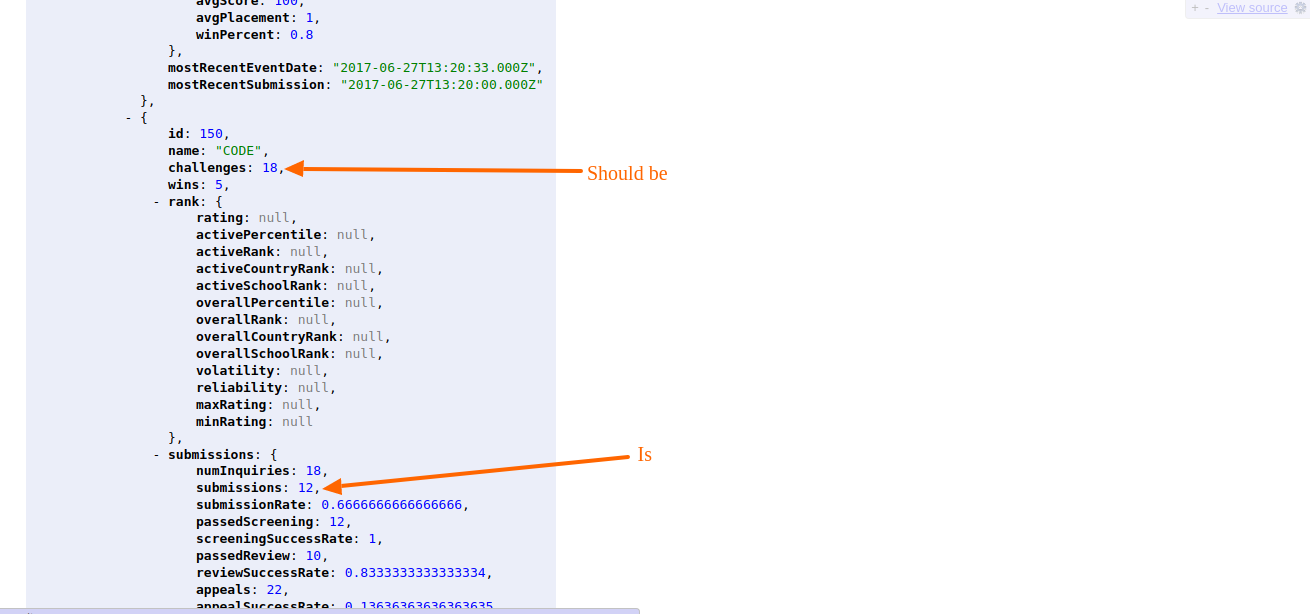 avgScore: 100,
avgPlacement: 1,
winPercent: 0.8
},
mostRecentEventDate: "2017-06-27T13:20:33.000Z",
mostRecentSubmission: "2017-06-27T13:20:00.000Z"
},
- {
id: 150,
name: "CODE",
challenges: 18,
Should be
wins: 5,
- rank: {
rating: null,
activePercentile: null,
activeRank: null,
activeCountryRank: null,
activeSchoolRank: null,
overallPercentile: null,
overallRank: null,
overallCountryRank: null,
overallSchoolRank: null,
volatility: null,
reliability: null,
maxRating: null,
minRating: null
},
- submissions: {
Is
numInquiries: 18,
submissions: 12,
submissionRate: 0.6666666666666666,
passedScreening: 12,
screeningSuccessRate: 1,
passedReview: 10,
reviewSuccessRate: 0.8333333333333334,
appeals: 22,
appealSuccessRate: 0.13636363636363635,
+ - View source